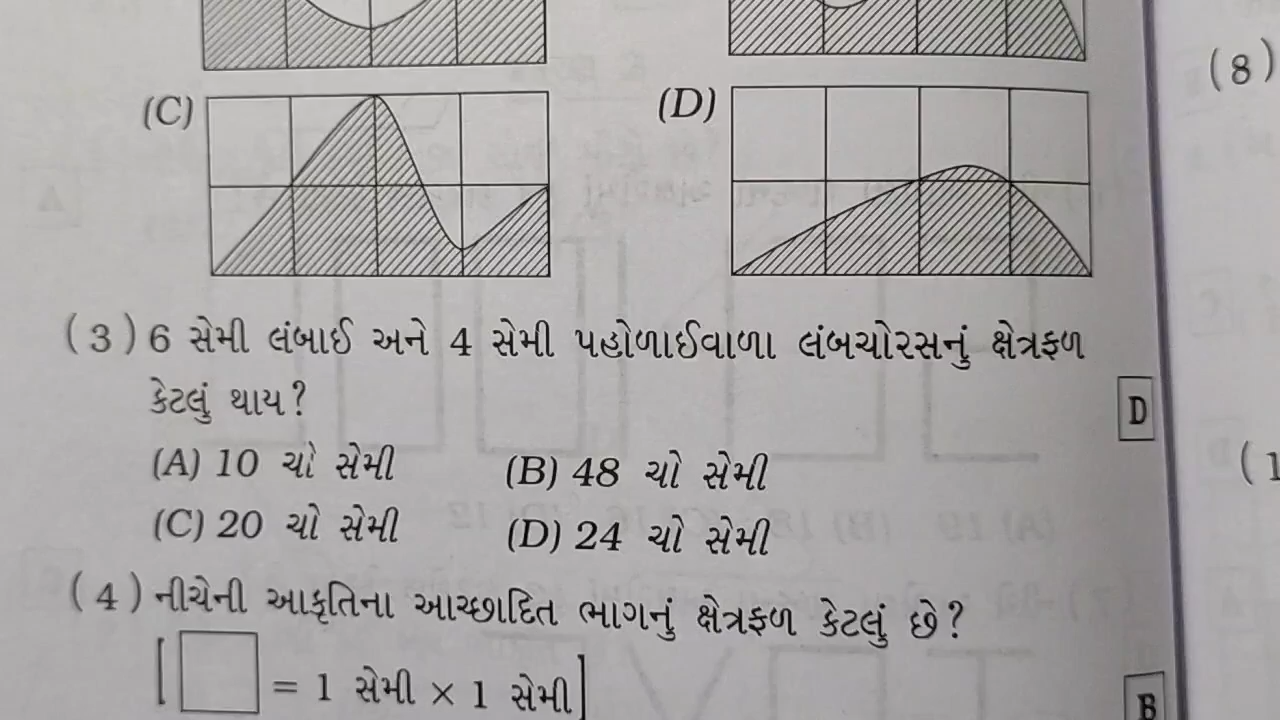 (8)
(C) (D)
(3) 6 સેમી લંબાઈ અને 4 સેમી પહોળાઈવાળા લંબચોરસનું ક્ષેત્રફળ
કેટલું થાય?
D
(A) 10 ચો સેમી (B) 48 ચો સેમી
(C) 20 ચો સેમી (D) 24 ચો સેમી
(4) નીચેની આકૃતિના આચ્છાદિત ભાગનું ક્ષેત્રફળ કેટલું છે?
[ = 1 સેમી × 1 સેમી]
B